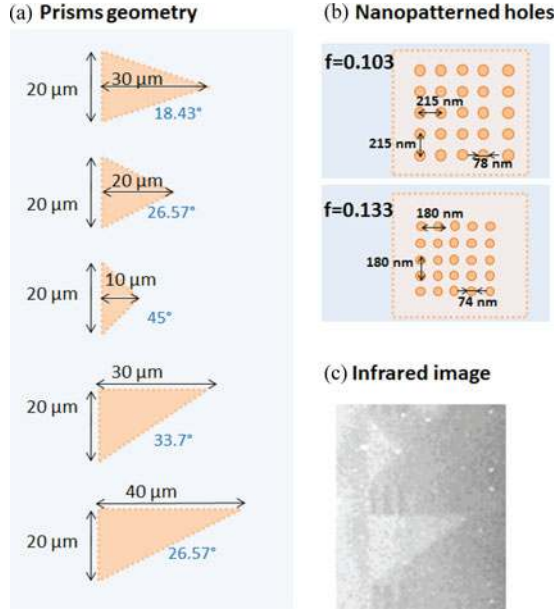 (a) Prisms geometry
20 µm
30 µm
18.43°
20 µm
20 µm
26.57°
20 µm
10 µm
45°
30 µm
20 µm
33.7°
40 µm
20 µm
26.57°
(b) Nanopatterned holes
f=0.103
215 nm
215 nm
78 nm
f=0.133
180 nm
180 nm
74 nm
(c) Infrared image